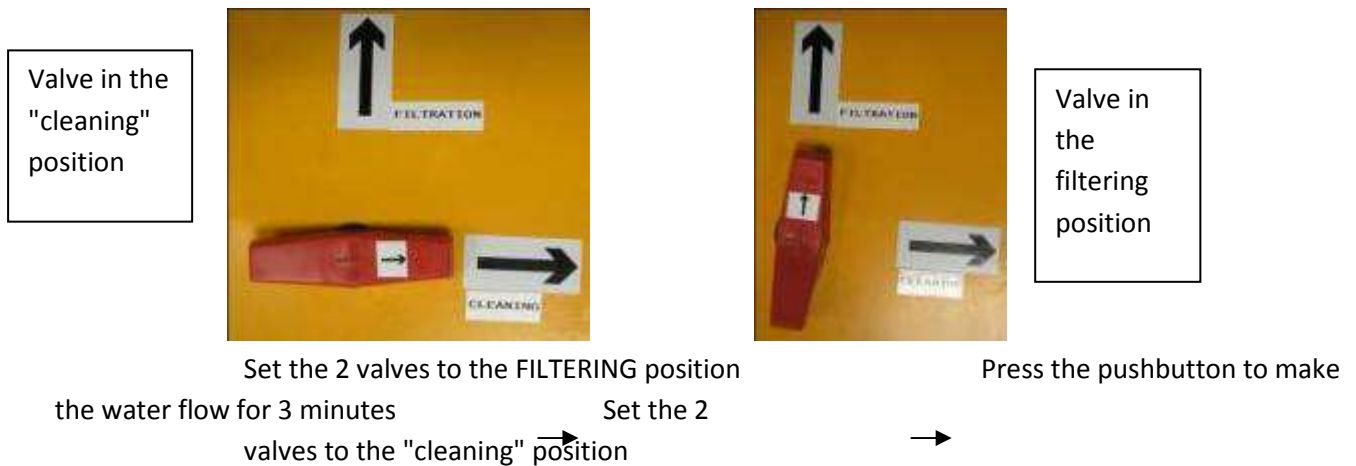 Valve in the
"cleaning"
position
FILTRATION
CLEANING
FILTRATION
CLEANING
Valve in
the
filtering
position
Set the 2 valves to the FILTERING position Press the pushbutton to make
the water flow for 3 minutes Set the 2
valves to the "cleaning" position